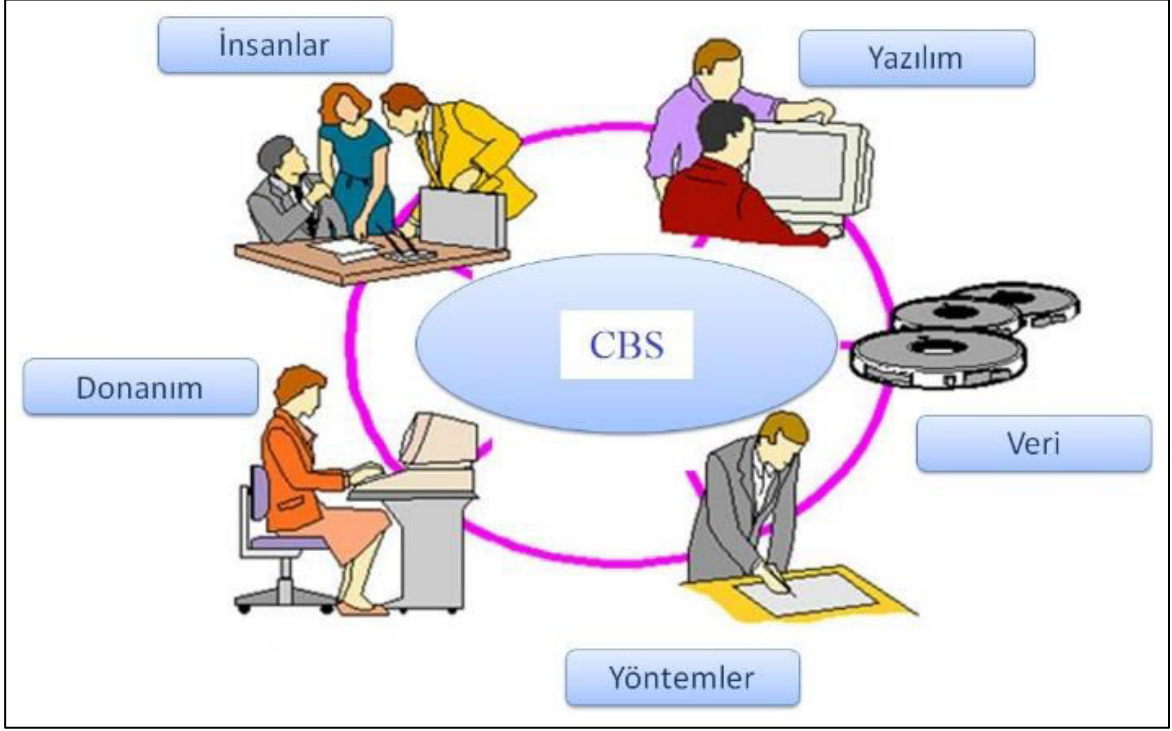 İnsanlar
Yazılım
CBS
Donanım
Veri
Yöntemler